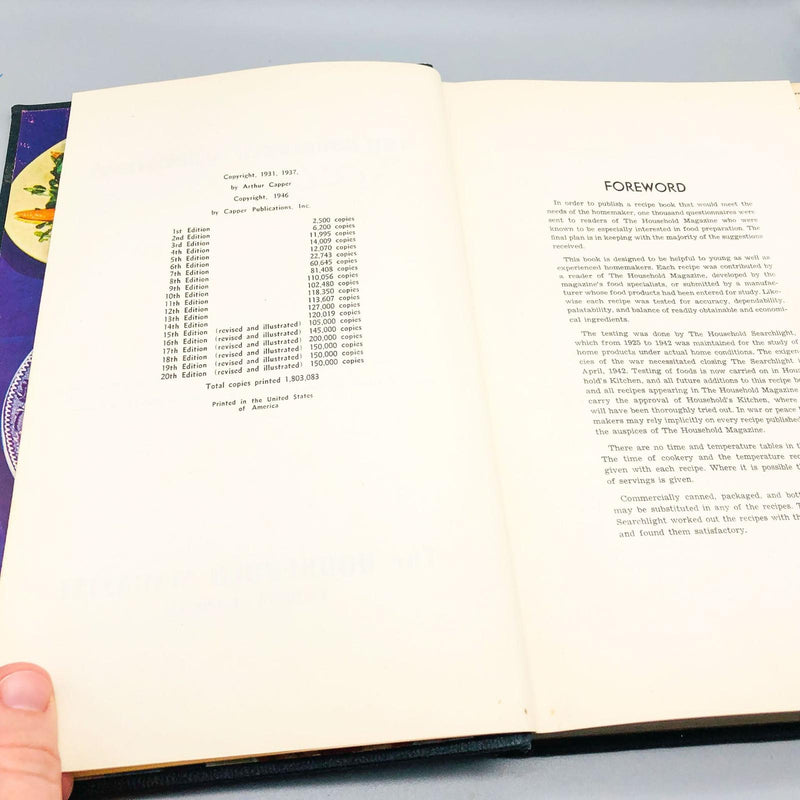 Copyright, 1931, 1937,
by Arthur Capper
Copyright, 1946
by Capper Publications, Inc.
1st Edition 2,500 copies
2nd Edition 6,200 copies
3rd Edition 11,995 copies
4th Edition 14,009 copies
5th Edition 12,070 copies
6th Edition 22,743 copies
7th Edition 60,645 copies
8th Edition 81,408 copies
9th Edition 110,056 copies
10th Edition 102,480 copies
11th Edition 118,350 copies
12th Edition 113,607 copies
13th Edition 127,000 copies
14th Edition 120,019 copies
15th Edition (revised and illustrated) 105,000 copies
16th Edition (revised and illustrated) 145,000 copies
17th Edition (revised and illustrated) 200,000 copies
18th Edition (revised and illustrated) 150,000 copies
19th Edition (revised and illustrated) 150,000 copies
20th Edition (revised and illustrated) 150,000 copies
Total copies printed 1,803,083
Printed in the United States
of America
FOREWORD
In order to publish a recipe book that would meet the
needs of the homemaker, one thousand questionnaires were
sent to readers of The Household Magazine who were
known to be especially interested in food preparation. The
final plan is in keeping with the majority of the suggestions
received.
This book is designed to be helpful to young as well as
experienced homemakers. Each recipe was contributed by
a reader of The Household Magazine, developed by the
magazine's food specialists, or submitted by a manufac-
turer whose food products had been entered for study. Like-
wise each recipe was tested for accuracy, dependability,
palatability, and balance of readily obtainable and economi-
cal ingredients.
The testing was done by The Household Searchlight,
which from 1925 to 1942 was maintained for the study of
home products under actual home conditions. The exigen-
cies of the war necessitated closing The Searchlight
April, 1942. Testing of foods is now carried on in House
hold's Kitchen, and all future additions to this recipe b
and all recipes appearing in The Household Magazine
carry the approval of Household's Kitchen, where
will have been thoroughly tried out. In war or peace
makers may rely implicitly on every recipe published
the auspices of The Household Magazine.
There are no time and temperature tables in th
The time of cookery and the temperature rec
given with each recipe. Where it is possible th
of servings is given.
Commercially canned, packaged, and bott
may be substituted in any of the recipes. T
Searchlight worked out the recipes with the
and found them satisfactory.